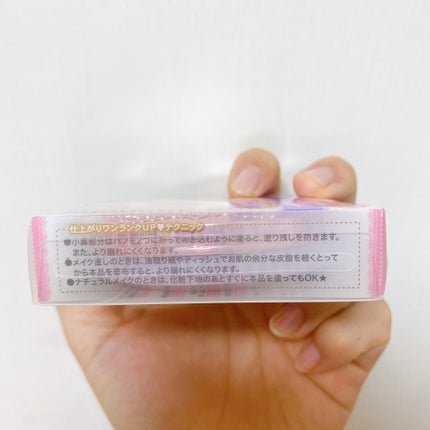 仕上がりワンランクUP♥テクニック
●小鼻部分はパフを2つに折って叩き込むように塗ると、塗り残しを防ぎます。
また、より崩れにくくなります。
●メイク直しのときは、油取り紙やティッシュでお肌の余分な皮脂を軽くとって
から本品を塗布すると、より崩れにくくなります。
●ナチュラルメイクのときは、化粧下地のあとすぐに本品を塗ってもOK★